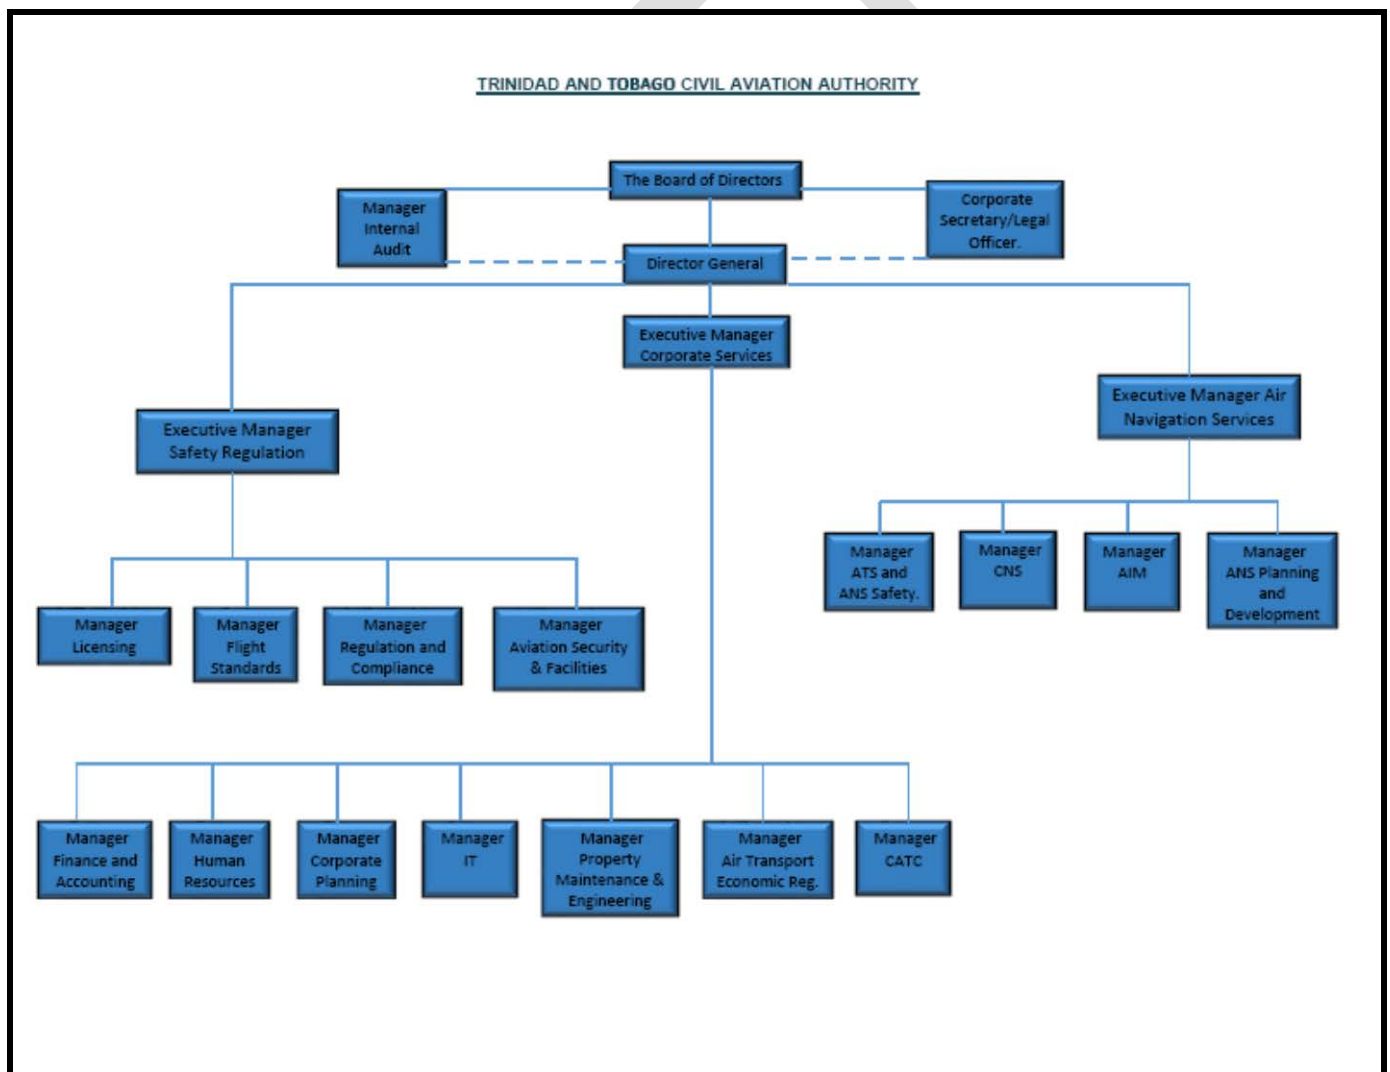 TRINIDAD AND TOBAGO CIVIL AVIATION AUTHORITY
The Board of Directors
Manager
Internal
Audit
Corporate
Secretary/Legal
Officer.
Director General
Executive Manager
Corporate Services
Executive Manager
Safety Regulation
Executive Manager Air
Navigation Services
Manager
ATS and
ANS Safety.
Manager
CNS
Manager
AIM
Manager
ANS Planning
and
Development
Manager
Licensing
Manager
Flight
Standards
Manager
Regulation and
Compliance
Manager
Aviation Security
& Facilities
Manager
Finance and
Accounting
Manager
Human
Resources
Manager
Corporate
Planning
Manager
IT
Manager
Property
Maintenance &
Engineering
Manager
Air Transport
Economic Reg.
Manager
CATC